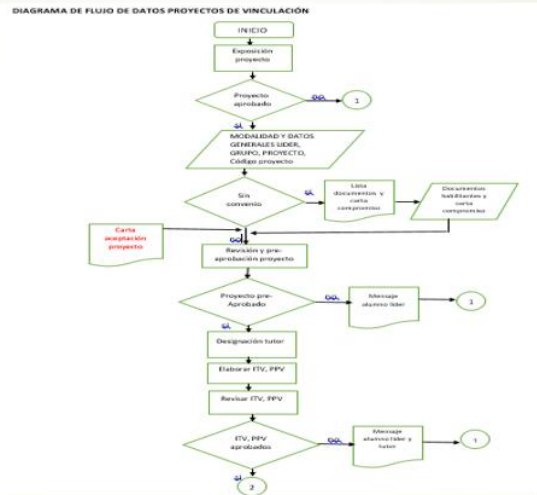 DIAGRAMA DE FLUJO DE DATOS PROYECTOS DE VINCULACIÓN
INICIO
Exposición
proyecto
Proyecto
aprobado
no
1
si
MODALIDAD Y DATOS
GENERALES LIDER,
GRUPO, PROYECTO,
Código proyecto
Sin
convenio
si
Lista
documentos y
carta
compromiso
Documentos
habilitantes y
carta
compromiso
Carta
aceptación
proyecto
no
Revisión y pre-
aprobación proyecto
Proyecto pre-
Aprobado
no
Mensaje
alumno líder
1
si
Designación tutor
Elaborar ITV, PPV
Revisar ITV, PPV
ITV, PPV
aprobados
no
Mensaje
alumno líder y
tutor
1
si
2